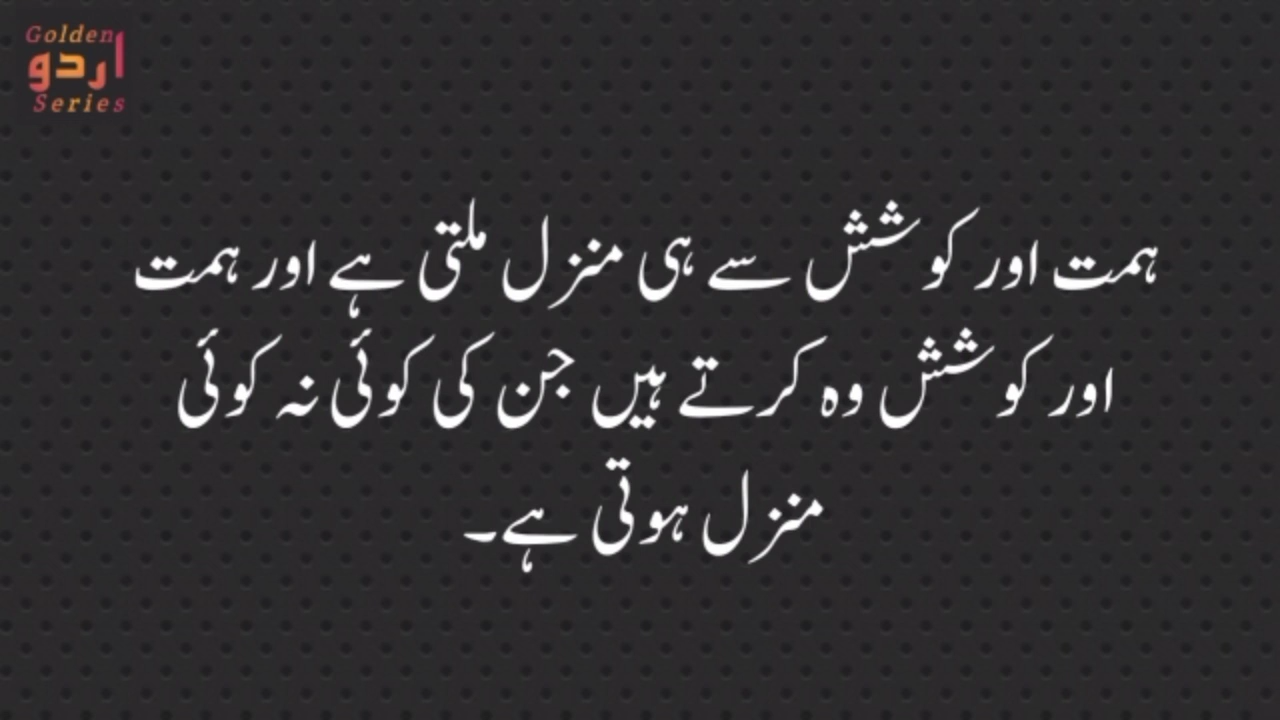 Golden
اردو
Series
ہمت اور کوشش سے ہی منزل ملتی ہے اور ہمت
اور کوشش وہ کرتے ہیں جن کی کوئی نہ کوئی
منزل ہوتی ہے۔